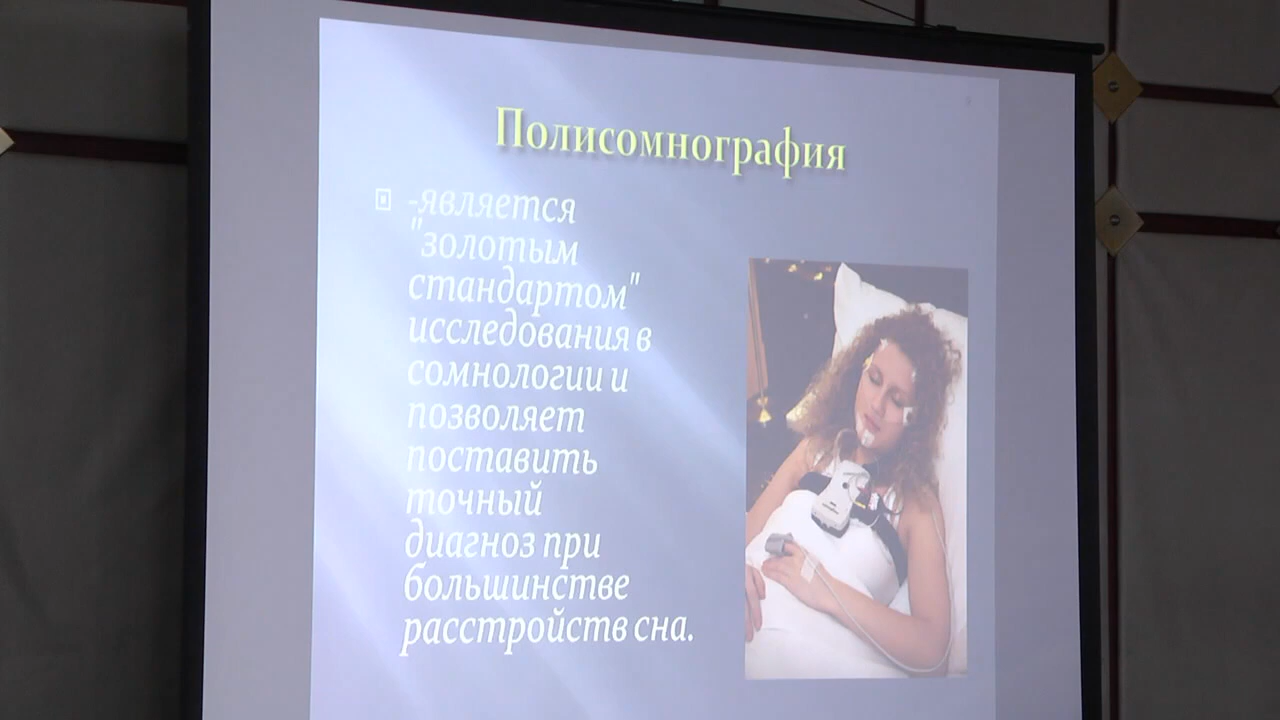 Полисомнография
-является
"золотым
стандартом"
исследования в
сомнологии и
позволяет
поставить
точный
диагноз при
большинстве
расстройств сна.